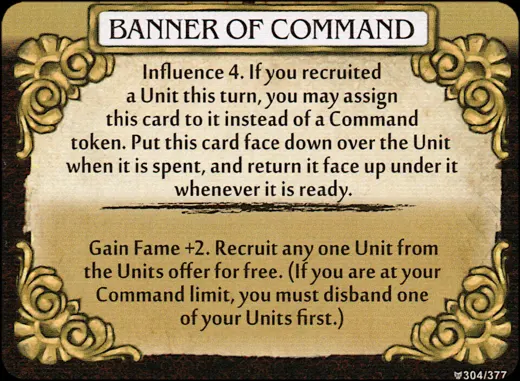 BANNER OF COMMAND
Influence 4. If you recruited
a Unit this turn, you may assign
this card to it instead of a Command
token. Put this card face down over the Unit
when it is spent, and return it face up under it
whenever it is ready.
Gain Fame +2. Recruit any one Unit from
the Units offer for free. (If you are at your
Command limit, you must disband one
of your Units first.)
304/377